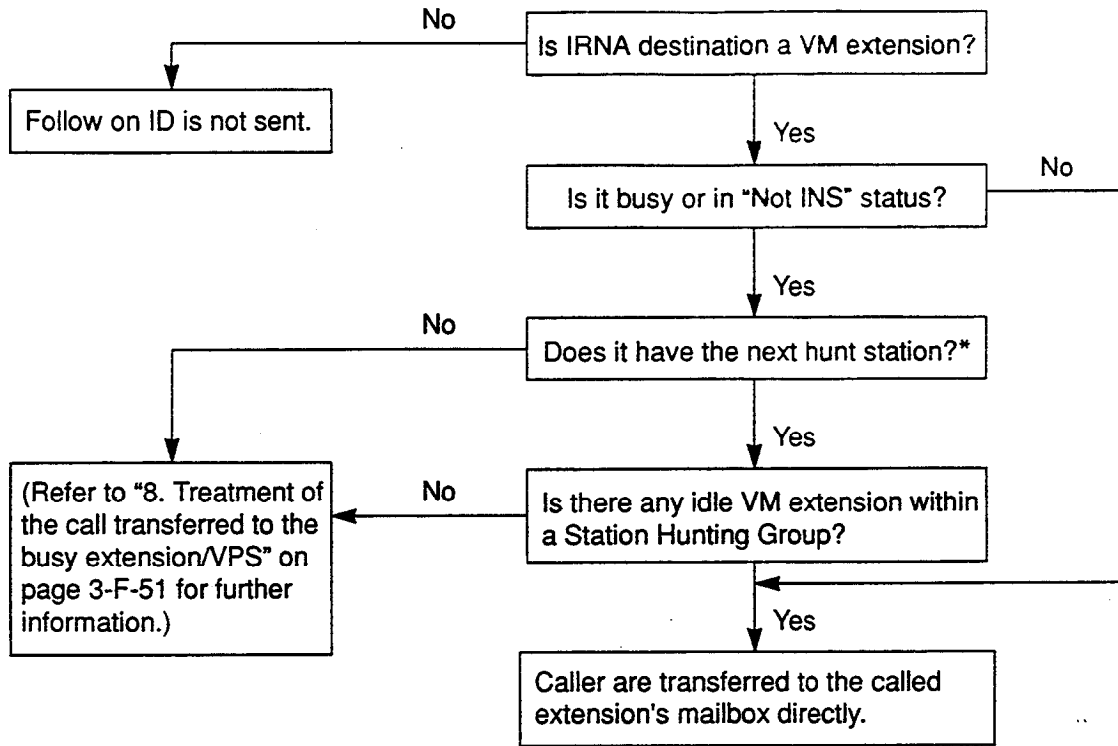 No
Is IRNA destination a VM extension?
Follow on ID is not sent.
Yes
No
Is it busy or in "Not INS" status?
Yes
No
Does it have the next hunt station?*
Yes
(Refer to "8. Treatment of
the call transferred to the
busy extension/VPS" on
page 3-F-51 for further
information.)
No
Is there any idle VM extension within
a Station Hunting Group?
Yes
Caller are transferred to the called
extension's mailbox directly.